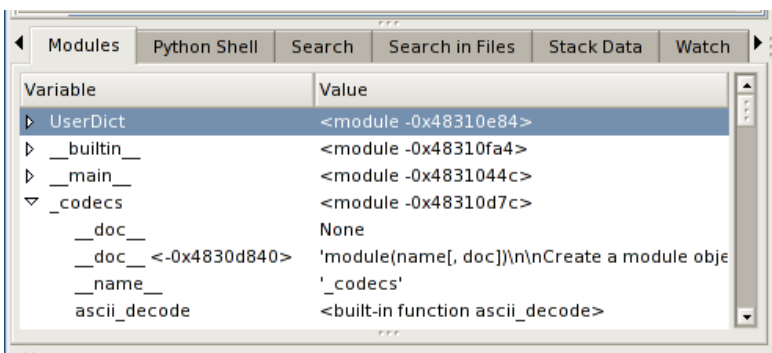 Modules Python Shell Search Search in Files Stack Data Watch
Variable Value
UserDict <module -0x48310e84>
__builtin__ <module -0x48310fa4>
__main__ <module -0x4831044c>
_codecs <module -0x48310d7c>
__doc__ None
__doc__ <-0x4830d840> 'module(name[, doc])\n\nCreate a module obje
__name__ '_codecs'
ascii_decode <built-in function ascii_decode>